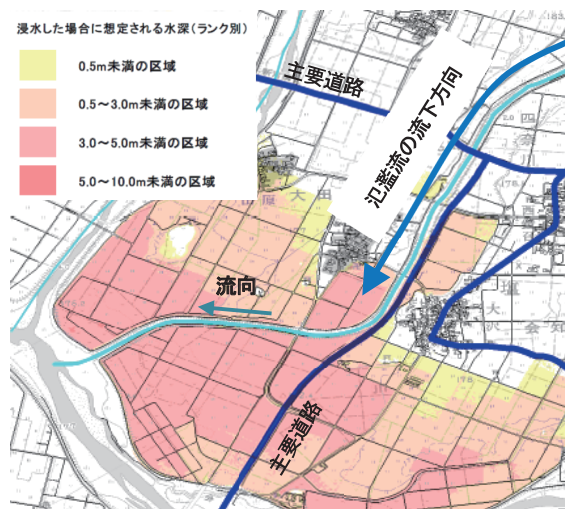 浸水した場合に想定される水深（ランク別）
0.5m未満の区域
0.5～3.0m未満の区域
3.0～5.0m未満の区域
5.0～10.0m未満の区域
主要道路
氾濫流の流下方向
流向
主要道路